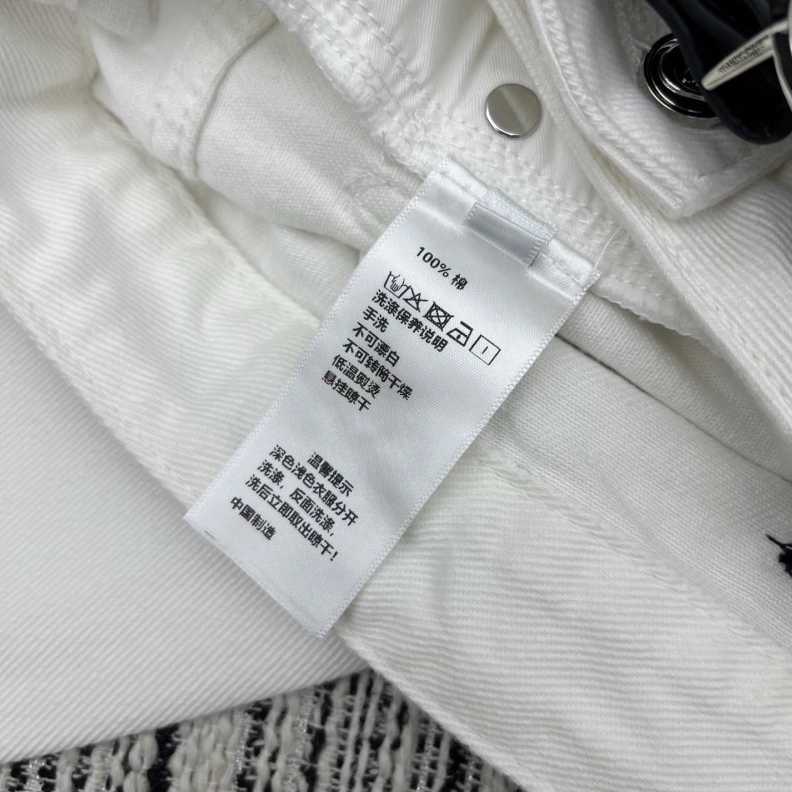 100% 棉
洗涤保养说明
手洗
不可漂白
不可转筒干燥
低温熨烫
悬挂晾干
温馨提示
深色浅色衣服分开
洗涤，反面洗涤，
洗后立即取出晾干！
中国制造